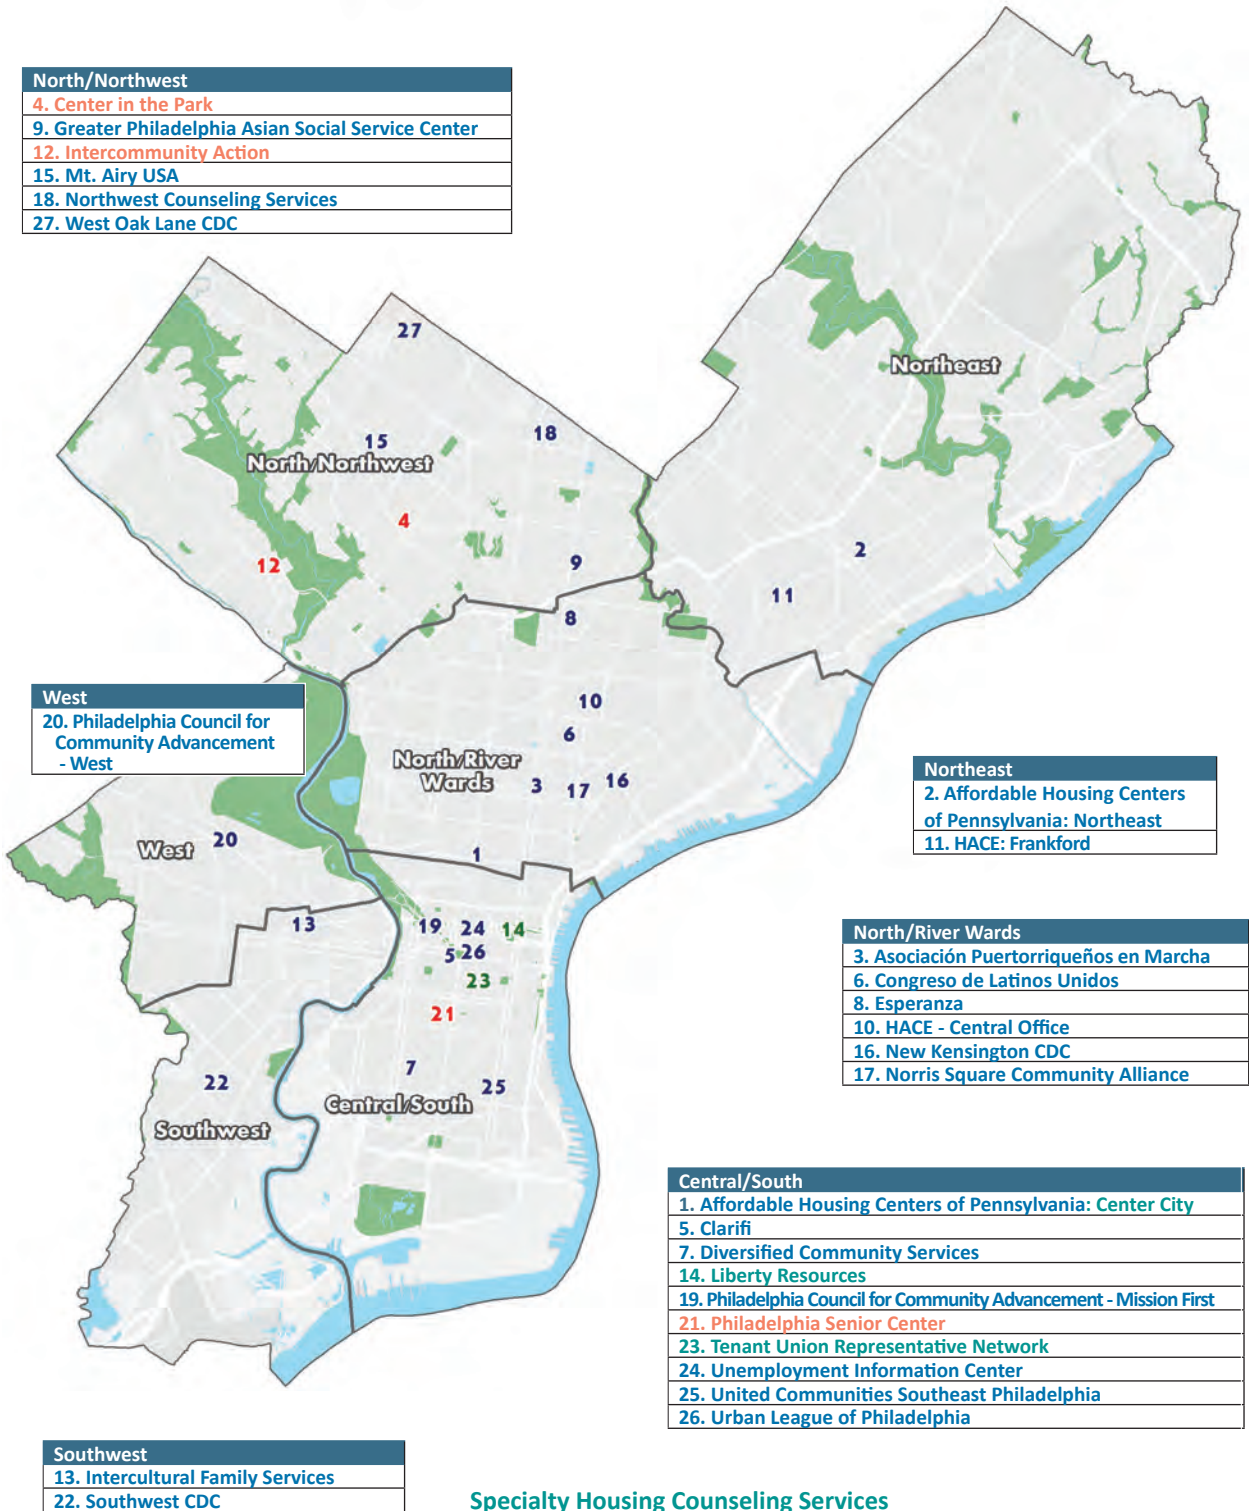 North/Northwest
4. Center in the Park
9. Greater Philadelphia Asian Social Service Center
12. Intercommunity Action
15. Mt. Airy USA
18. Northwest Counseling Services
27. West Oak Lane CDC
27
Northeast
15
18
North/Northwest
4
12
9
2
11
8
West
20. Philadelphia Council for
Community Advancement
- West
10
6
North/River
Wards
3
17
16
Northeast
2. Affordable Housing Centers
of Pennsylvania: Northeast
11. HACE: Frankford
West
20
1
13
19
24
14
5
26
23
21
North/River Wards
3. Asociación Puertorriqueños en Marcha
6. Congreso de Latinos Unidos
8. Esperanza
10. HACE - Central Office
16. New Kensington CDC
17. Norris Square Community Alliance
7
22
25
Central/South
Southwest
Central/South
1. Affordable Housing Centers of Pennsylvania: Center City
5. Clarifi
7. Diversified Community Services
14. Liberty Resources
19. Philadelphia Council for Community Advancement - Mission First
21. Philadelphia Senior Center
23. Tenant Union Representative Network
24. Unemployment Information Center
25. United Communities Southeast Philadelphia
26. Urban League of Philadelphia
Southwest
13. Intercultural Family Services
22. Southwest CDC
Specialty Housing Counseling Services